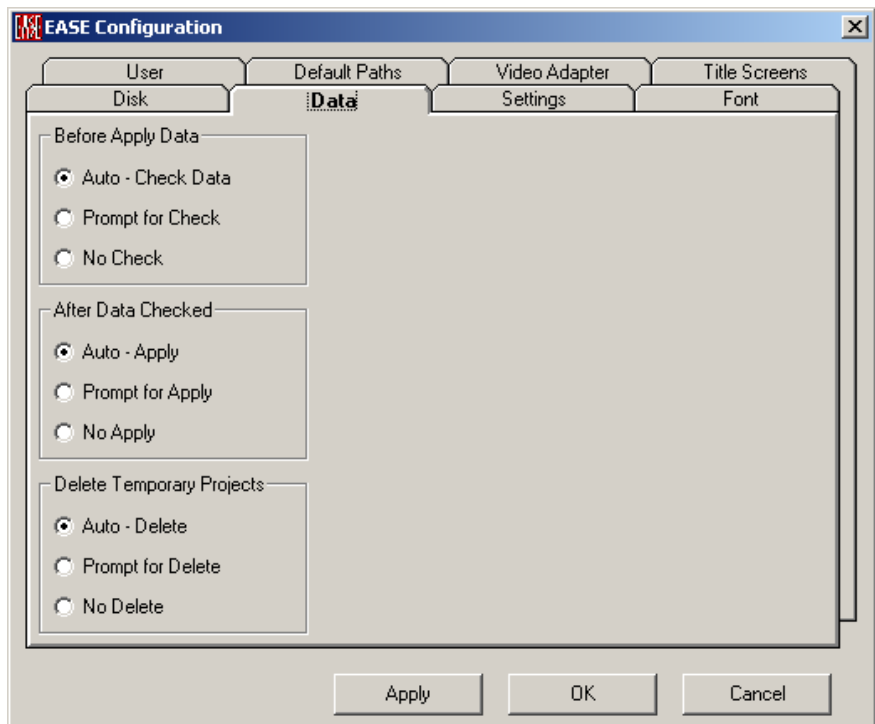 EASE Configuration
User Default Paths Video Adapter Title Screens
Disk Data Settings Font
Before Apply Data
Auto - Check Data
Prompt for Check
No Check
After Data Checked
Auto - Apply
Prompt for Apply
No Apply
Delete Temporary Projects
Auto - Delete
Prompt for Delete
No Delete
Apply OK Cancel